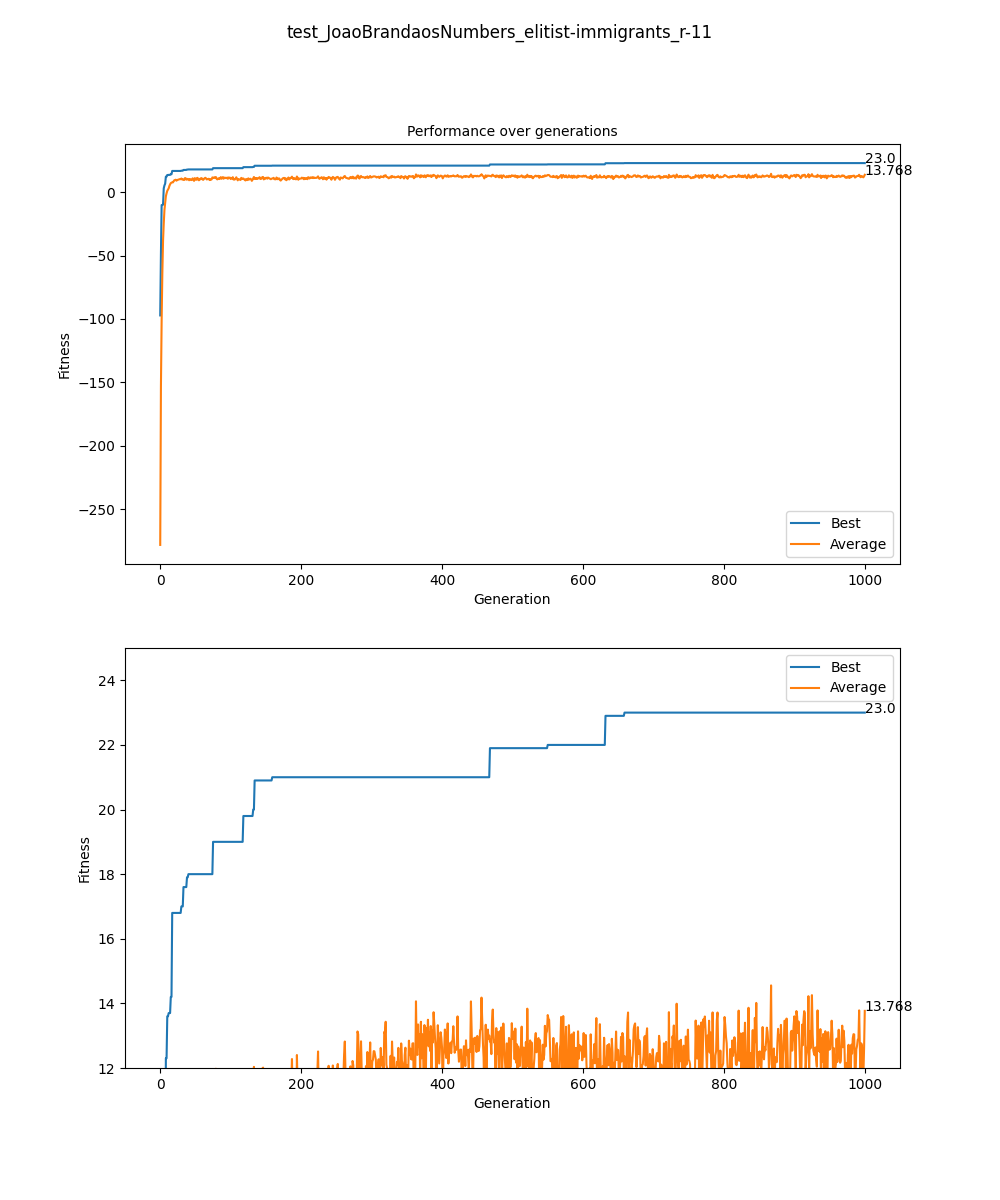 test_JoaoBrandaosNumbers_elitist-immigrants_r-11
Performance over generations
23.0
13.768
0
−50
−100
−150
−200
−250
Fitness
Best
Average
0 200 400 600 800 1000
Generation
Best
Average
23.0
13.768
24
22
20
18
16
14
12
Fitness
0 200 400 600 800 1000
Generation